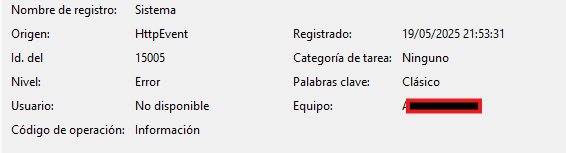 Nombre de registro: Sistema
Origen: HttpEvent Registrado: 19/05/2025 21:53:31
Id. del 15005 Categoría de tarea: Ninguno
Nivel: Error Palabras clave: Clásico
Usuario: No disponible Equipo:
Código de operación: Información